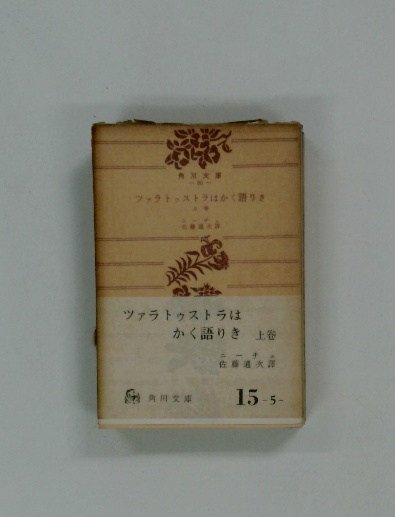 角川文庫
ツァラトゥストラはかく語りき
上巻
ニーチェ
佐藤通次譯
ツァラトゥストラは
かく語りき 上巻
ニーチェ
佐藤通次譯
角川文庫 15-5-